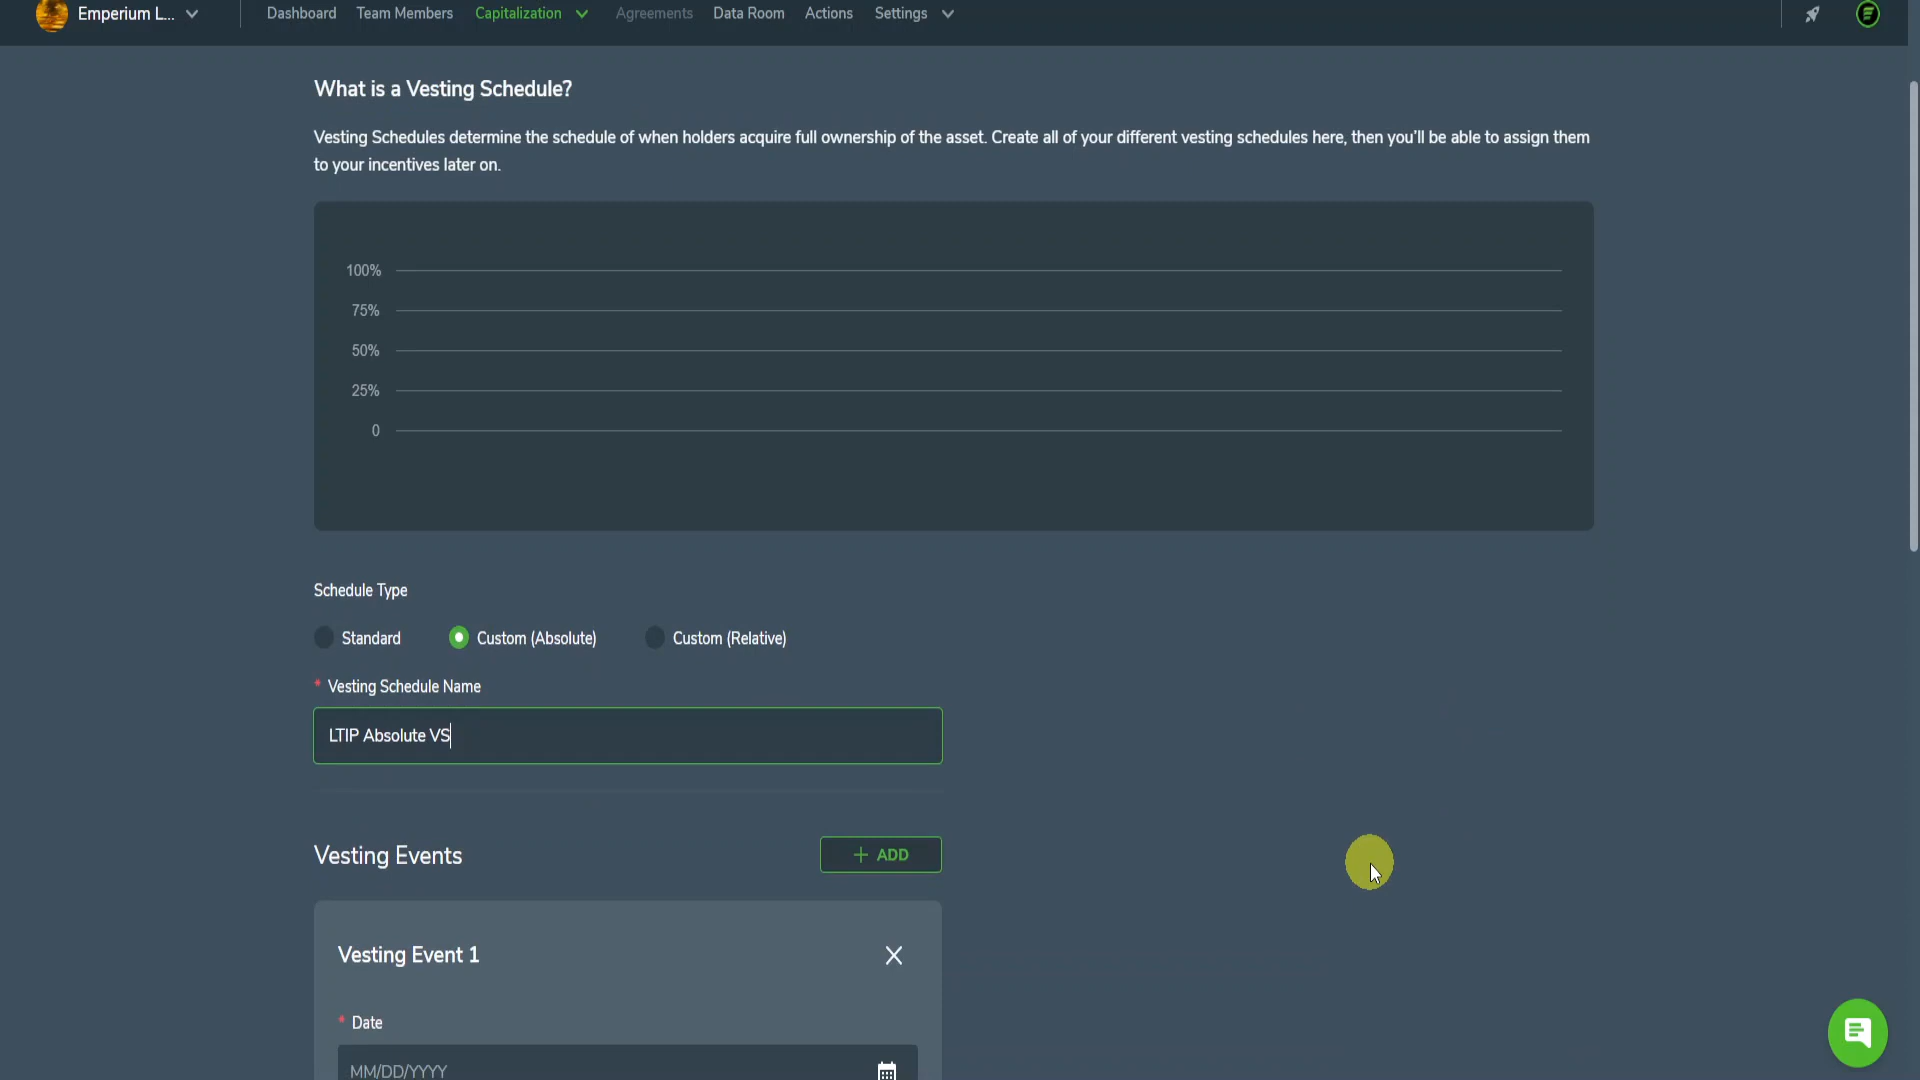 Emperium L... Dashboard Team Members Capitalization Agreements Data Room Actions Settings
What is a Vesting Schedule?
Vesting Schedules determine the schedule of when holders acquire full ownership of the asset. Create all of your different vesting schedules here, then you'll be able to assign them
to your incentives later on.
100%
75%
50%
25%
0
Schedule Type
Standard Custom (Absolute) Custom (Relative)
* Vesting Schedule Name
LTIP Absolute VS
Vesting Events + ADD
Vesting Event 1
* Date
MM/DD/YYYY